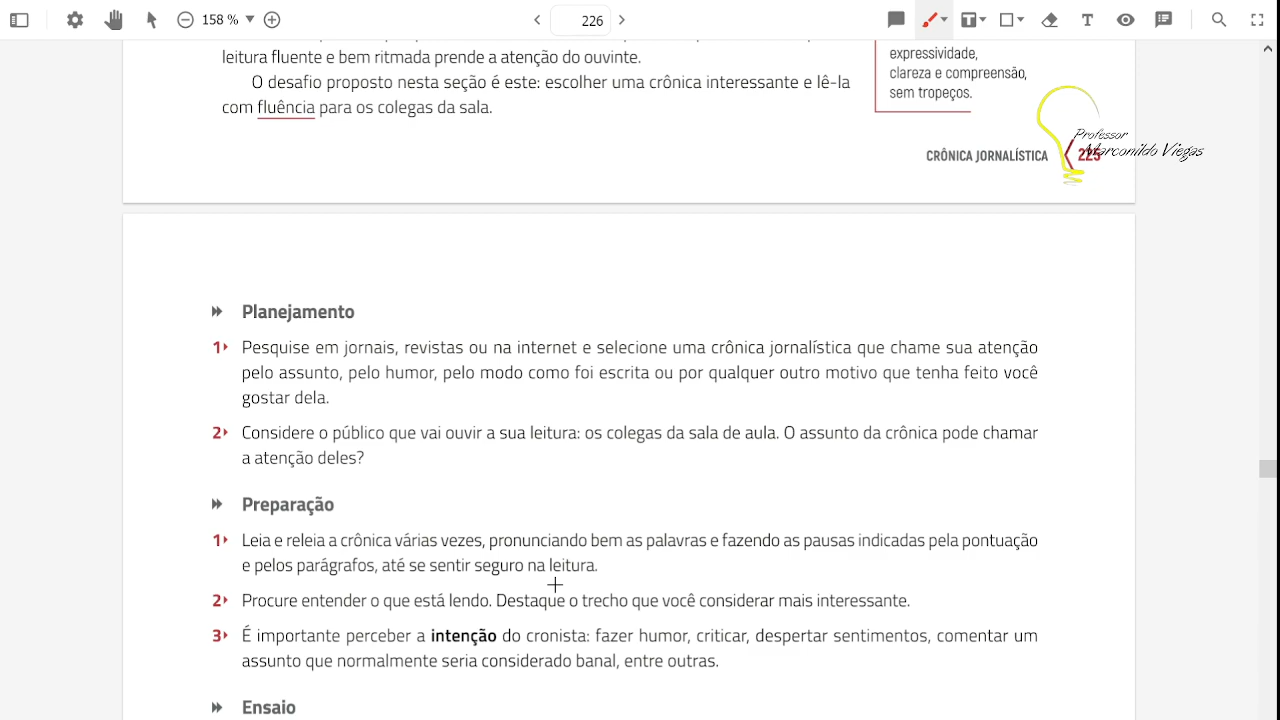 158 %
226
leitura fluente e bem ritmada prende a atenção do ouvinte.
O desafio proposto nesta seção é este: escolher uma crônica interessante e lê-la
com fluência para os colegas da sala.
expressividade,
clareza e compreensão,
sem tropeços.
CRÔNICA JORNALÍSTICA 225
Professor
Marconildo Viegas
Planejamento
1 Pesquise em jornais, revistas ou na internet e selecione uma crônica jornalística que chame sua atenção
pelo assunto, pelo humor, pelo modo como foi escrita ou por qualquer outro motivo que tenha feito você
gostar dela.
2 Considere o público que vai ouvir a sua leitura: os colegas da sala de aula. O assunto da crônica pode chamar
a atenção deles?
Preparação
1 Leia e releia a crônica várias vezes, pronunciando bem as palavras e fazendo as pausas indicadas pela pontuação
e pelos parágrafos, até se sentir seguro na leitura.
2 Procure entender o que está lendo. Destaque o trecho que você considerar mais interessante.
3 É importante perceber a intenção do cronista: fazer humor, criticar, despertar sentimentos, comentar um
assunto que normalmente seria considerado banal, entre outras.
Ensaio